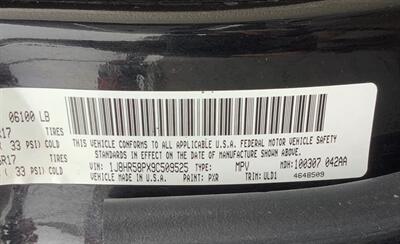 06100 LB
R17 TIRES
( 33 PSI) COLD
SR17 TIRES
( 33 PSI) COLD
THIS VEHICLE CONFORMS TO ALL APPLICABLE U.S.A. FEDERAL MOTOR VEHICLE SAFETY
STANDARDS IN EFFECT ON THE DATE OF MANUFACTURE SHOWN ABOVE.
VIN: 1J8HR58PX9C509525 TYPE: MPV MDH: 100307 042AA
MADE IN U.S.A. PAINT: PXR TRIM: ULD1 4648509